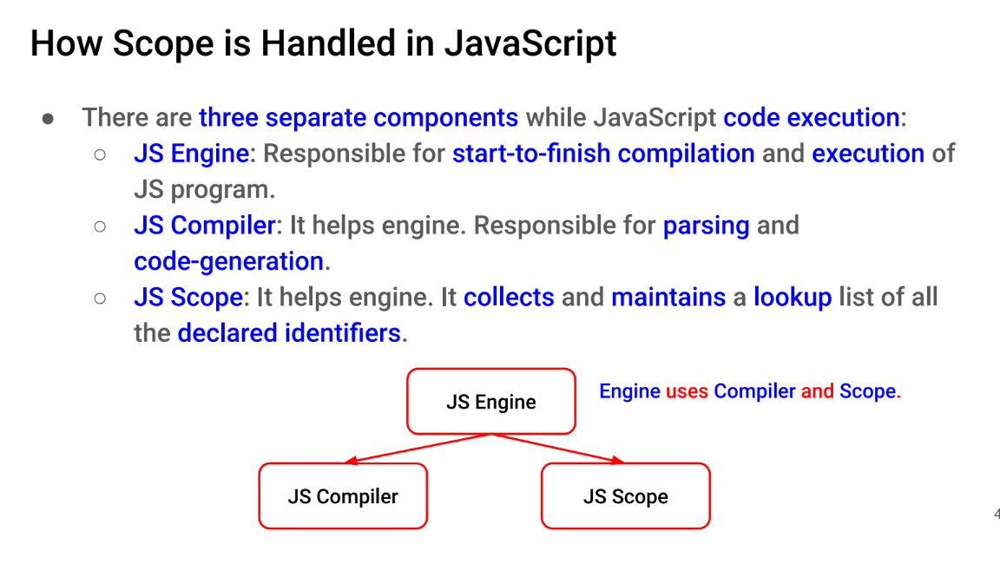 How Scope is Handled in JavaScript
● There are three separate components while JavaScript code execution:
○ JS Engine: Responsible for start-to-finish compilation and execution of
JS program.
○ JS Compiler: It helps engine. Responsible for parsing and
code-generation.
○ JS Scope: It helps engine. It collects and maintains a lookup list of all
the declared identifiers.
Engine uses Compiler and Scope.
JS Engine
JS Compiler
JS Scope
4